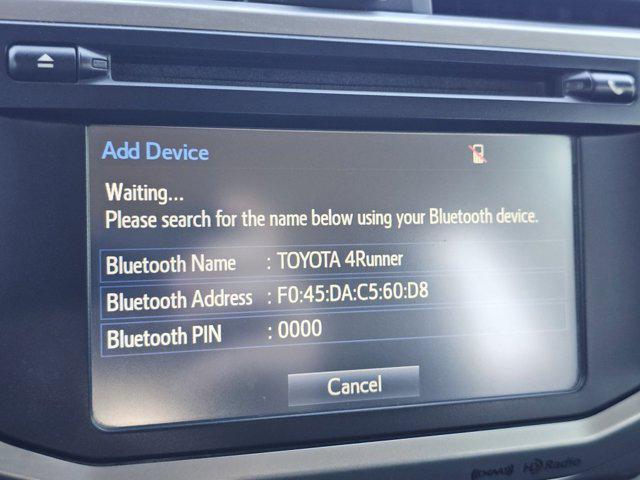 Add Device
Waiting...
Please search for the name below using your Bluetooth device.
Bluetooth Name : TOYOTA 4Runner
Bluetooth Address : F0:45:DA:C5:60:D8
Bluetooth PIN : 0000
Cancel
HD Radio